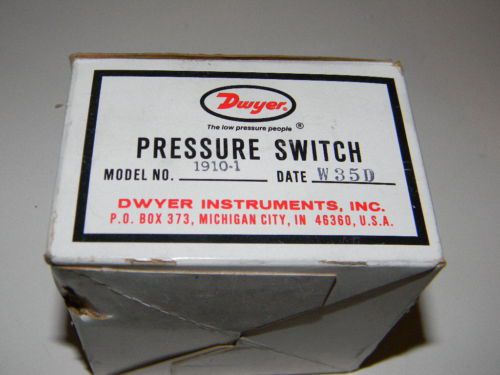 Dwyer®
The low pressure people ®
PRESSURE SWITCH
MODEL NO. 1910-1 DATE W35D
DWYER INSTRUMENTS, INC.
P.O. BOX 373, MICHIGAN CITY, IN 46360, U.S.A.